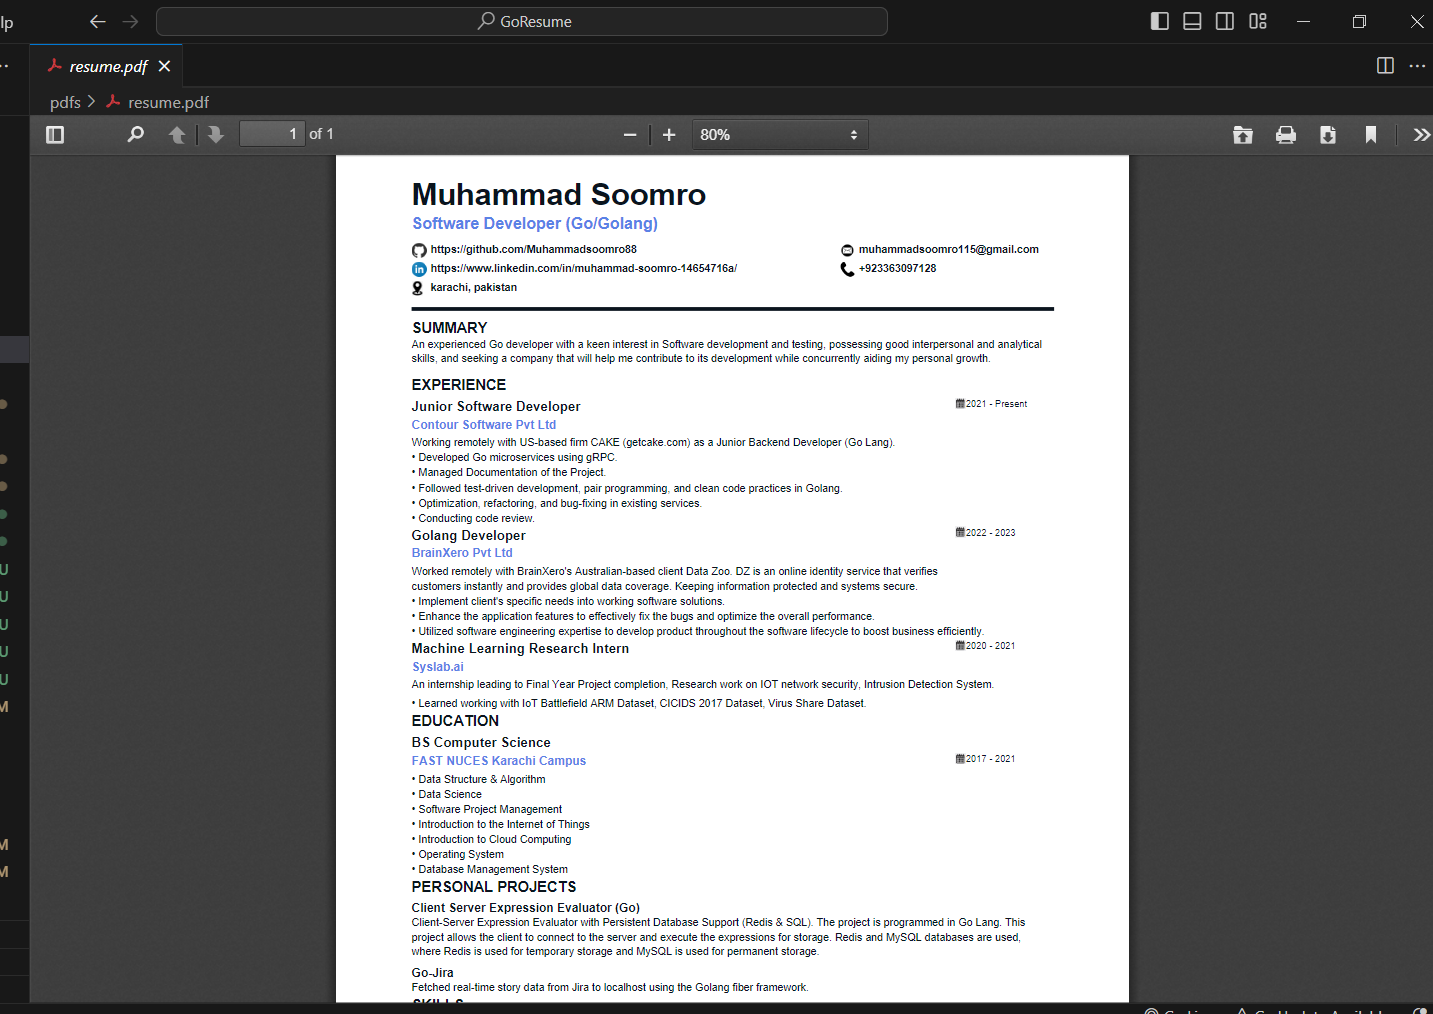 lp
GoResume
resume.pdf
pdfs > resume.pdf
1 of 1
80%
Muhammad Soomro
Software Developer (Go/Golang)
https://github.com/Muhammadsoomro88
muhammadsoomro115@gmail.com
https://www.linkedin.com/in/muhammad-soomro-14654716a/
+923363097128
karachi, pakistan
SUMMARY
An experienced Go developer with a keen interest in Software development and testing, possessing good interpersonal and analytical
skills, and seeking a company that will help me contribute to its development while concurrently aiding my personal growth.
EXPERIENCE
Junior Software Developer
2021 - Present
Contour Software Pvt Ltd
Working remotely with US-based firm CAKE (getcake.com) as a Junior Backend Developer (Go Lang).
• Developed Go microservices using gRPC.
• Managed Documentation of the Project.
• Followed test-driven development, pair programming, and clean code practices in Golang.
• Optimization, refactoring, and bug-fixing in existing services.
• Conducting code review.
Golang Developer
2022 - 2023
BrainXero Pvt Ltd
Worked remotely with BrainXero's Australian-based client Data Zoo. DZ is an online identity service that verifies
customers instantly and provides global data coverage. Keeping information protected and systems secure.
• Implement client's specific needs into working software solutions.
• Enhance the application features to effectively fix the bugs and optimize the overall performance.
• Utilized software engineering expertise to develop product throughout the software lifecycle to boost business efficiently.
Machine Learning Research Intern
2020 - 2021
Syslab.ai
An internship leading to Final Year Project completion, Research work on IOT network security, Intrusion Detection System.
• Learned working with IoT Battlefield ARM Dataset, CICIDS 2017 Dataset, Virus Share Dataset.
EDUCATION
BS Computer Science
FAST NUCES Karachi Campus
2017 - 2021
• Data Structure & Algorithm
• Data Science
• Software Project Management
• Introduction to the Internet of Things
• Introduction to Cloud Computing
• Operating System
• Database Management System
PERSONAL PROJECTS
Client Server Expression Evaluator (Go)
Client-Server Expression Evaluator with Persistent Database Support (Redis & SQL). The project is programmed in Go Lang. This
project allows the client to connect to the server and execute the expressions for storage. Redis and MySQL databases are used,
where Redis is used for temporary storage and MySQL is used for permanent storage.
Go-Jira
Fetched real-time story data from Jira to localhost using the Golang fiber framework.
SKILLS
U
U
U
U
U
M
M
M